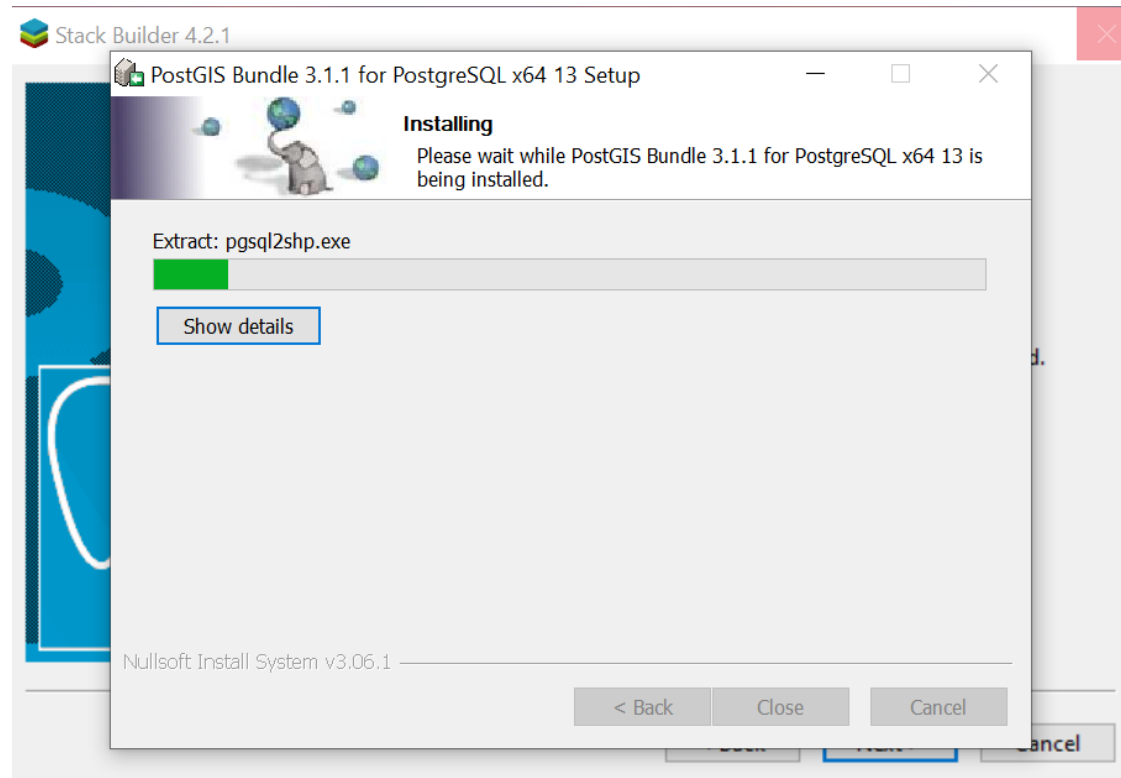 Stack Builder 4.2.1
PostGIS Bundle 3.1.1 for PostgreSQL x64 13 Setup
Installing
Please wait while PostGIS Bundle 3.1.1 for PostgreSQL x64 13 is
being installed.
Extract: pgsql2shp.exe
Show details
d.
Nullsoft Install System v3.06.1
< Back
Close
Cancel